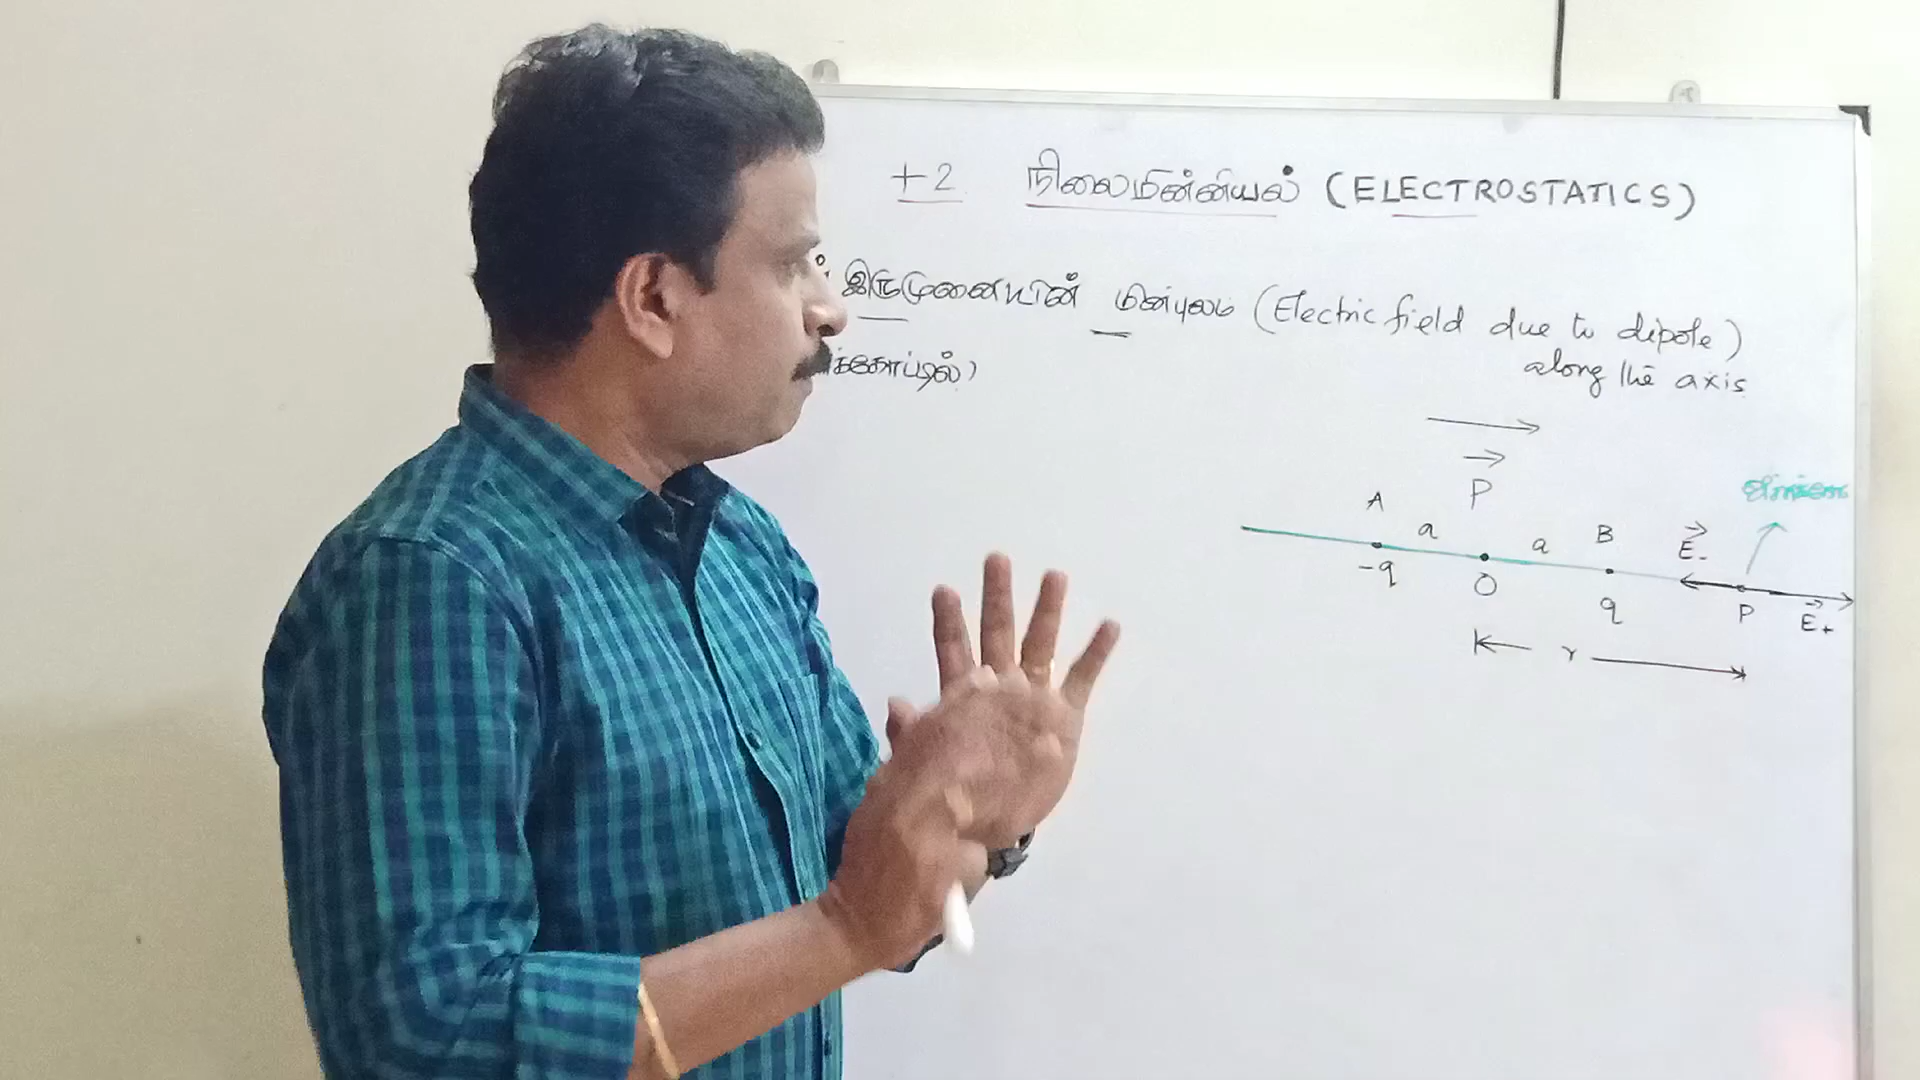 +2 நிலைமின்னியல் (ELECTROSTATICS)
இருமுனையின் மின்புலம் (Electric field due to dipole)
along the axis
P
A a a B E-
-q O q P E+
r